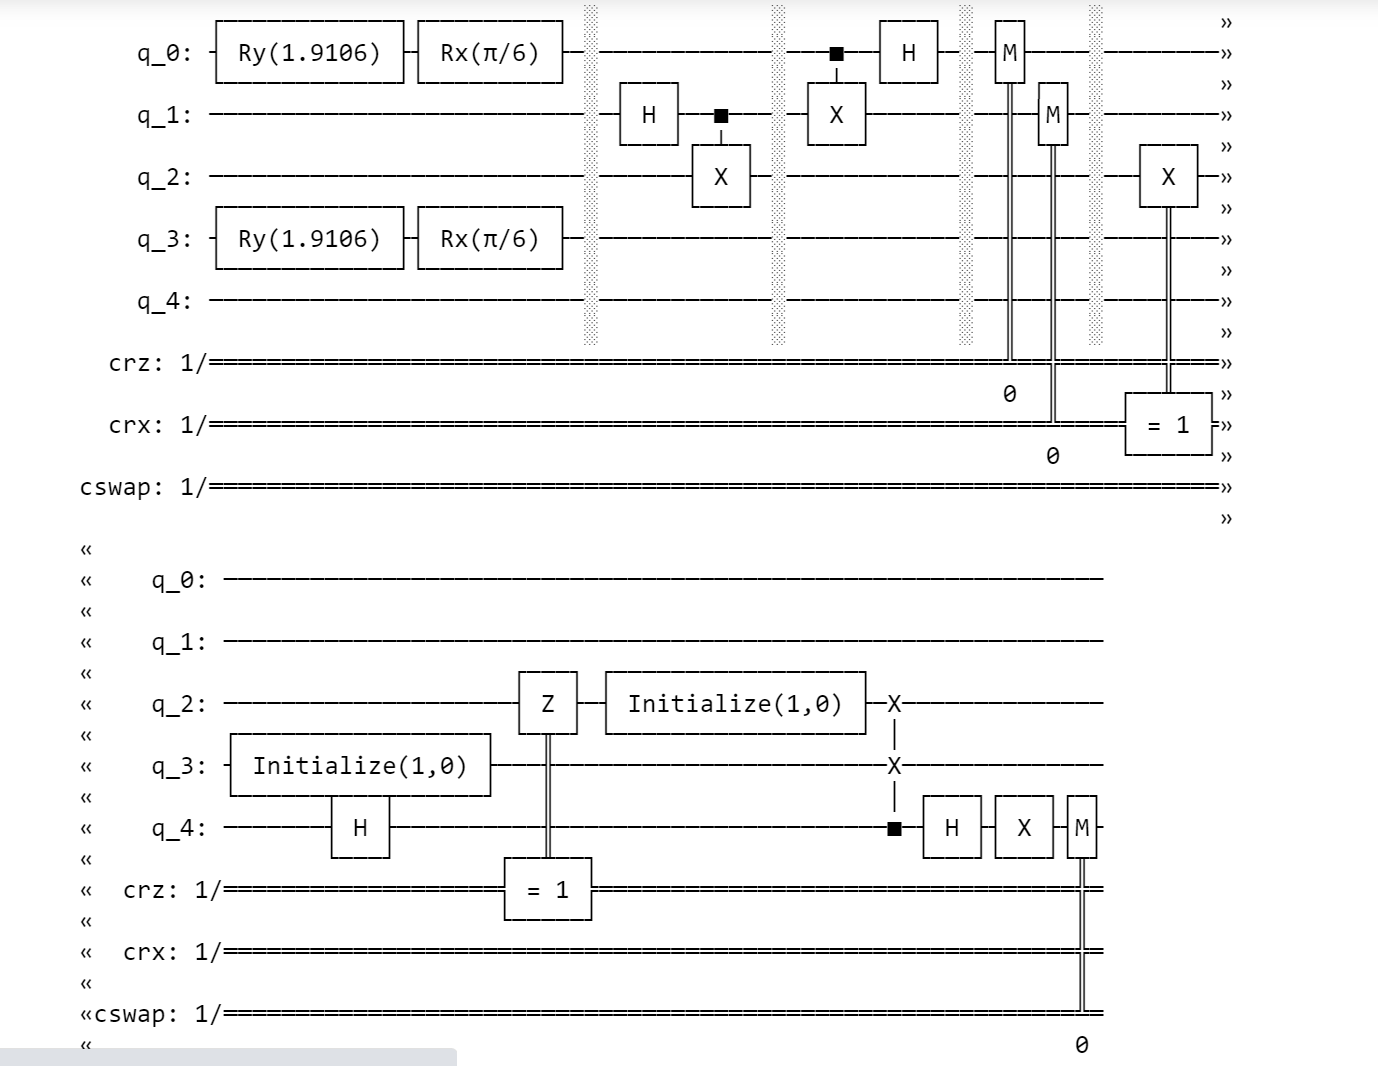 »
q_0: Ry(1.9106) Rx(π/6) ■ H M »
»
q_1: H ■ X M »
»
q_2: X X »
»
q_3: Ry(1.9106) Rx(π/6) »
»
q_4: »
»
crz: 1/ »
0 »
crx: 1/ = 1 »
0 »
cswap: 1/ »
»
«
« q_0:
«
« q_1:
«
« q_2: Z Initialize(1,0) X
«
« q_3: Initialize(1,0) X
«
« q_4: H ■ H X M
«
« crz: 1/ = 1
«
« crx: 1/
«
«cswap: 1/
« 0